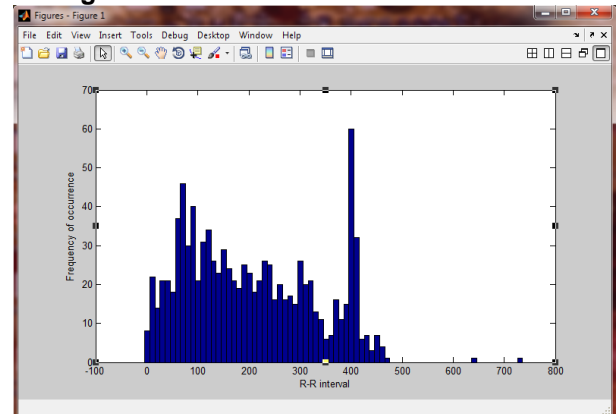 Figures - Figure 1
File Edit View Insert Tools Debug Desktop Window Help
70
60
50
40
30
20
10
0
Frequency of occurrence
-100 0 100 200 300 400 500 600 700 800
R-R interval